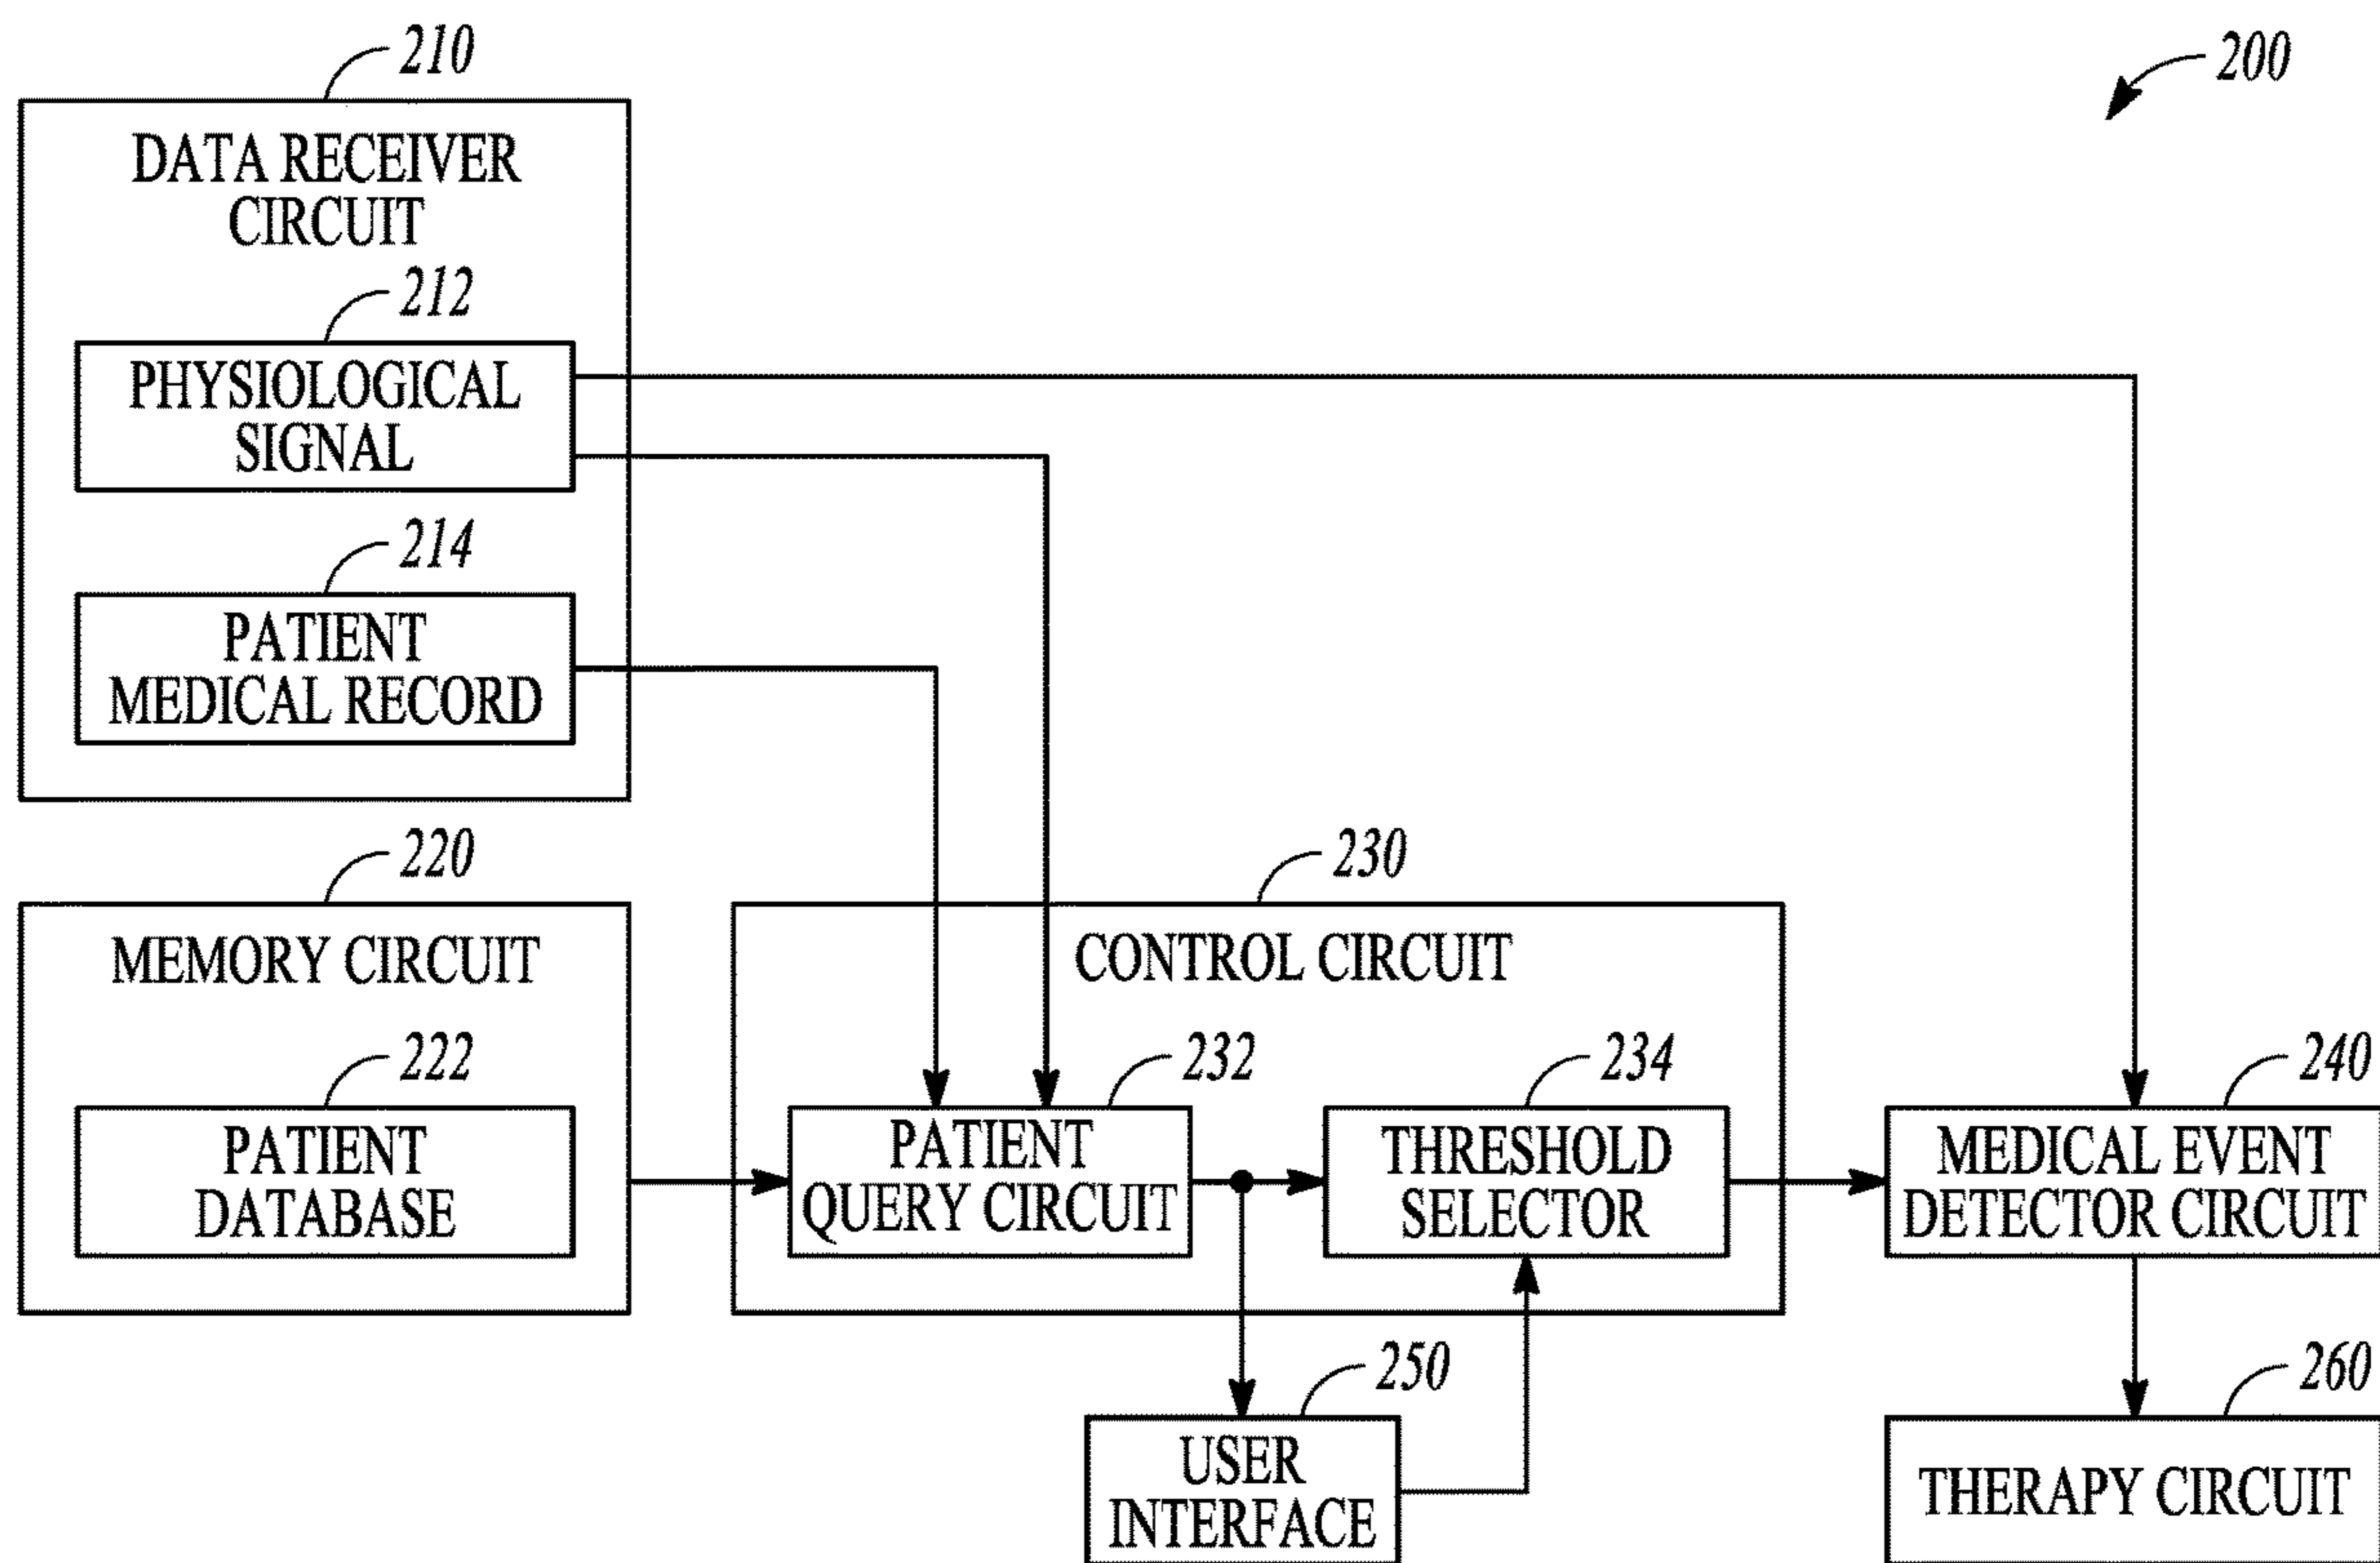 210
200
DATA RECEIVER
CIRCUIT
212
PHYSIOLOGICAL
SIGNAL
214
PATIENT
MEDICAL RECORD
220
230
MEMORY CIRCUIT
CONTROL CIRCUIT
222
232
234
240
PATIENT
DATABASE
PATIENT
QUERY CIRCUIT
THRESHOLD
SELECTOR
MEDICAL EVENT
DETECTOR CIRCUIT
250
260
USER
INTERFACE
THERAPY CIRCUIT